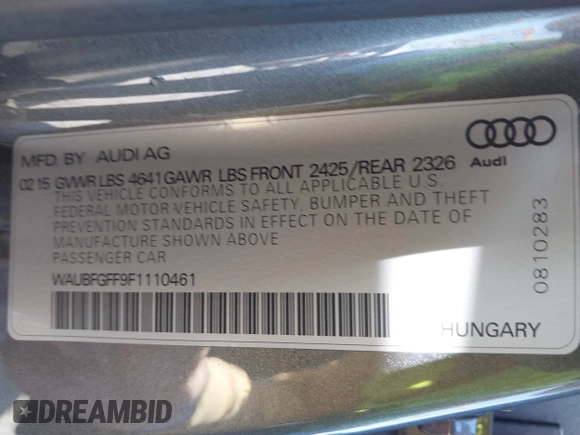 MFD. BY AUDI AG
02 15 GVWR LBS 4641 GAWR LBS FRONT 2425/REAR 2326
THIS VEHICLE CONFORMS TO ALL APPLICABLE U.S.
FEDERAL MOTOR VEHICLE SAFETY, BUMPER AND THEFT
PREVENTION STANDARDS IN EFFECT ON THE DATE OF
MANUFACTURE SHOWN ABOVE
PASSENGER CAR
WAUBFGFF9F1110461
Audi
0810283
HUNGARY
DREAMBID